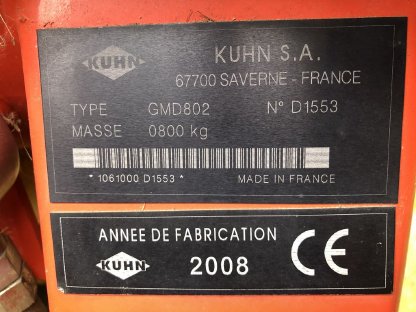 KUHN
KUHN S.A.
67700 SAVERNE - FRANCE
TYPE GMD802 N° D1553
MASSE 0800 kg
* 1061000 D1553 * MADE IN FRANCE
ANNEE DE FABRICATION
KUHN 2008 CE